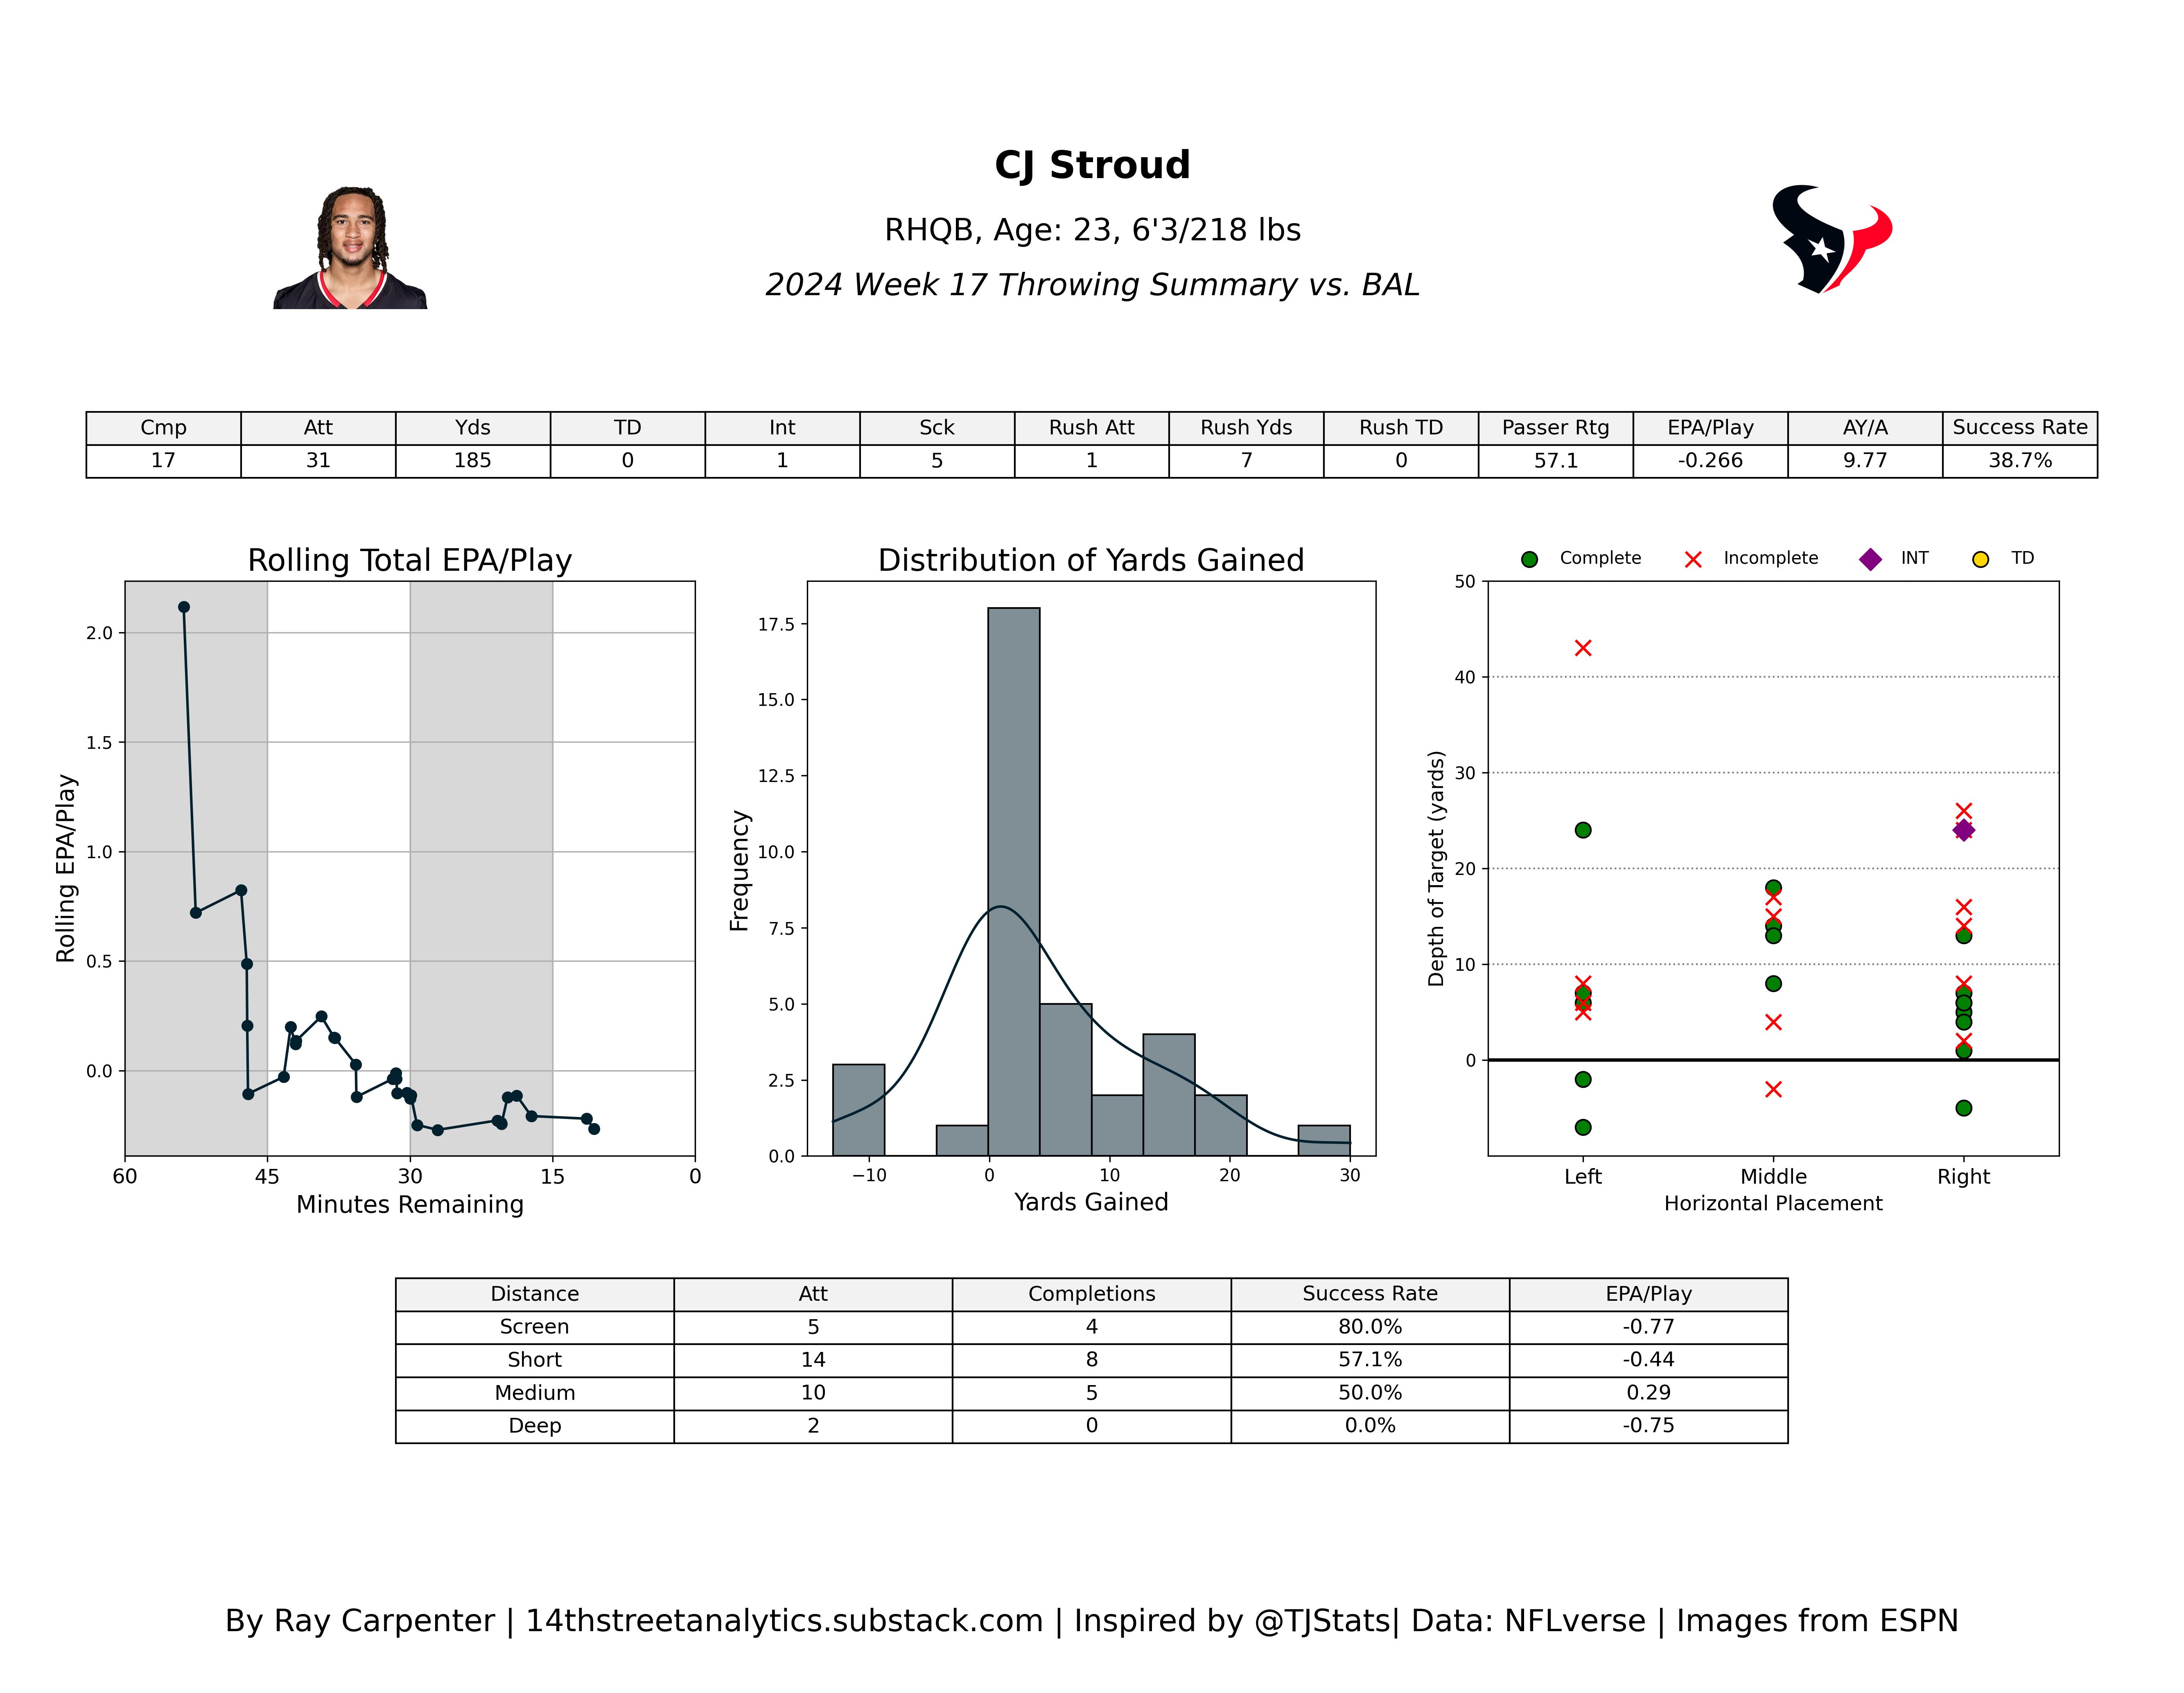 CJ Stroud
RHQB, Age: 23, 6'3/218 lbs
2024 Week 17 Throwing Summary vs. BAL
Cmp Att Yds TD Int Sck Rush Att Rush Yds Rush TD Passer Rtg EPA/Play AY/A Success Rate
17 31 185 0 1 5 1 7 0 57.1 -0.266 9.77 38.7%
Rolling Total EPA/Play
2.0
1.5
1.0
0.5
0.0
Rolling EPA/Play
60 45 30 15 0
Minutes Remaining
Distribution of Yards Gained
17.5
15.0
12.5
10.0
7.5
5.0
2.5
0.0
Frequency
−10 0 10 20 30
Yards Gained
Complete Incomplete INT TD
50
40
30
20
10
0
Depth of Target (yards)
Left Middle Right
Horizontal Placement
Distance Att Completions Success Rate EPA/Play
Screen 5 4 80.0% -0.77
Short 14 8 57.1% -0.44
Medium 10 5 50.0% 0.29
Deep 2 0 0.0% -0.75
By Ray Carpenter | 14thstreetanalytics.substack.com | Inspired by @TJStats| Data: NFLverse | Images from ESPN